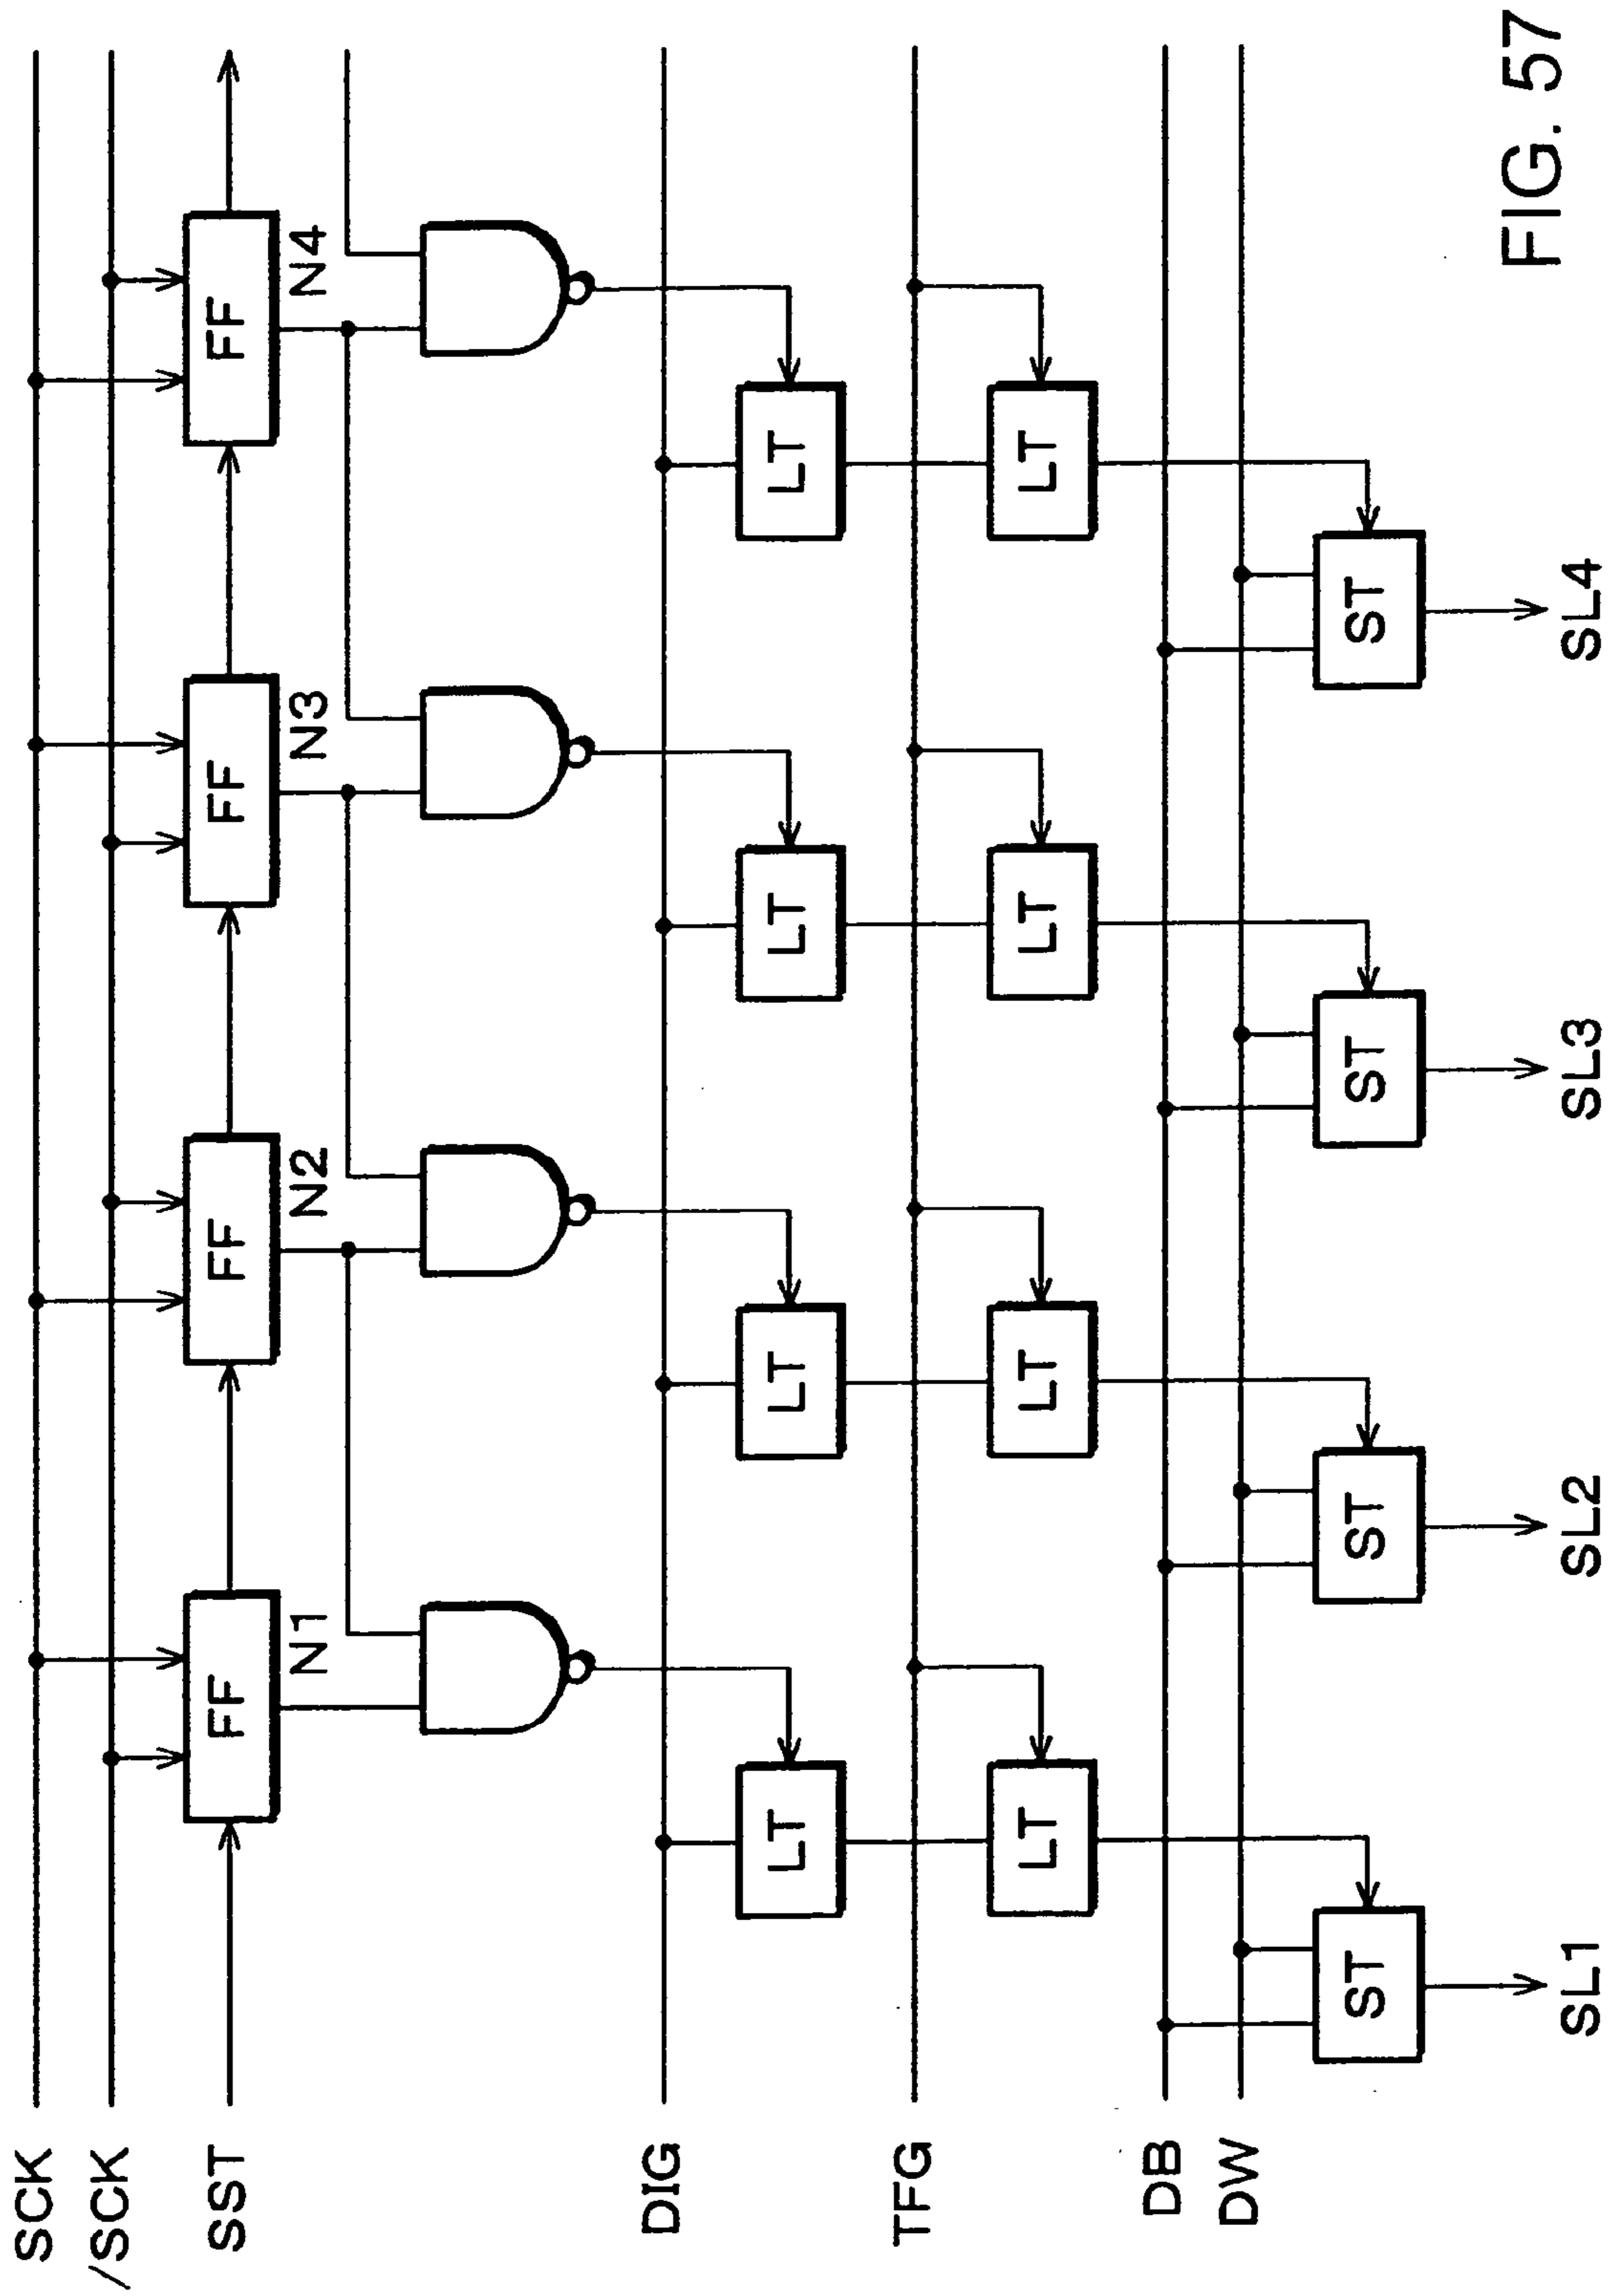 SCK
/SCK
SST
FF FF FF FF
N1 N2 N3 N4
DIG
LT LT LT LT
TFG
LT LT LT LT
DB
DW
ST ST ST ST
SL1 SL2 SL3 SL4
FIG. 57